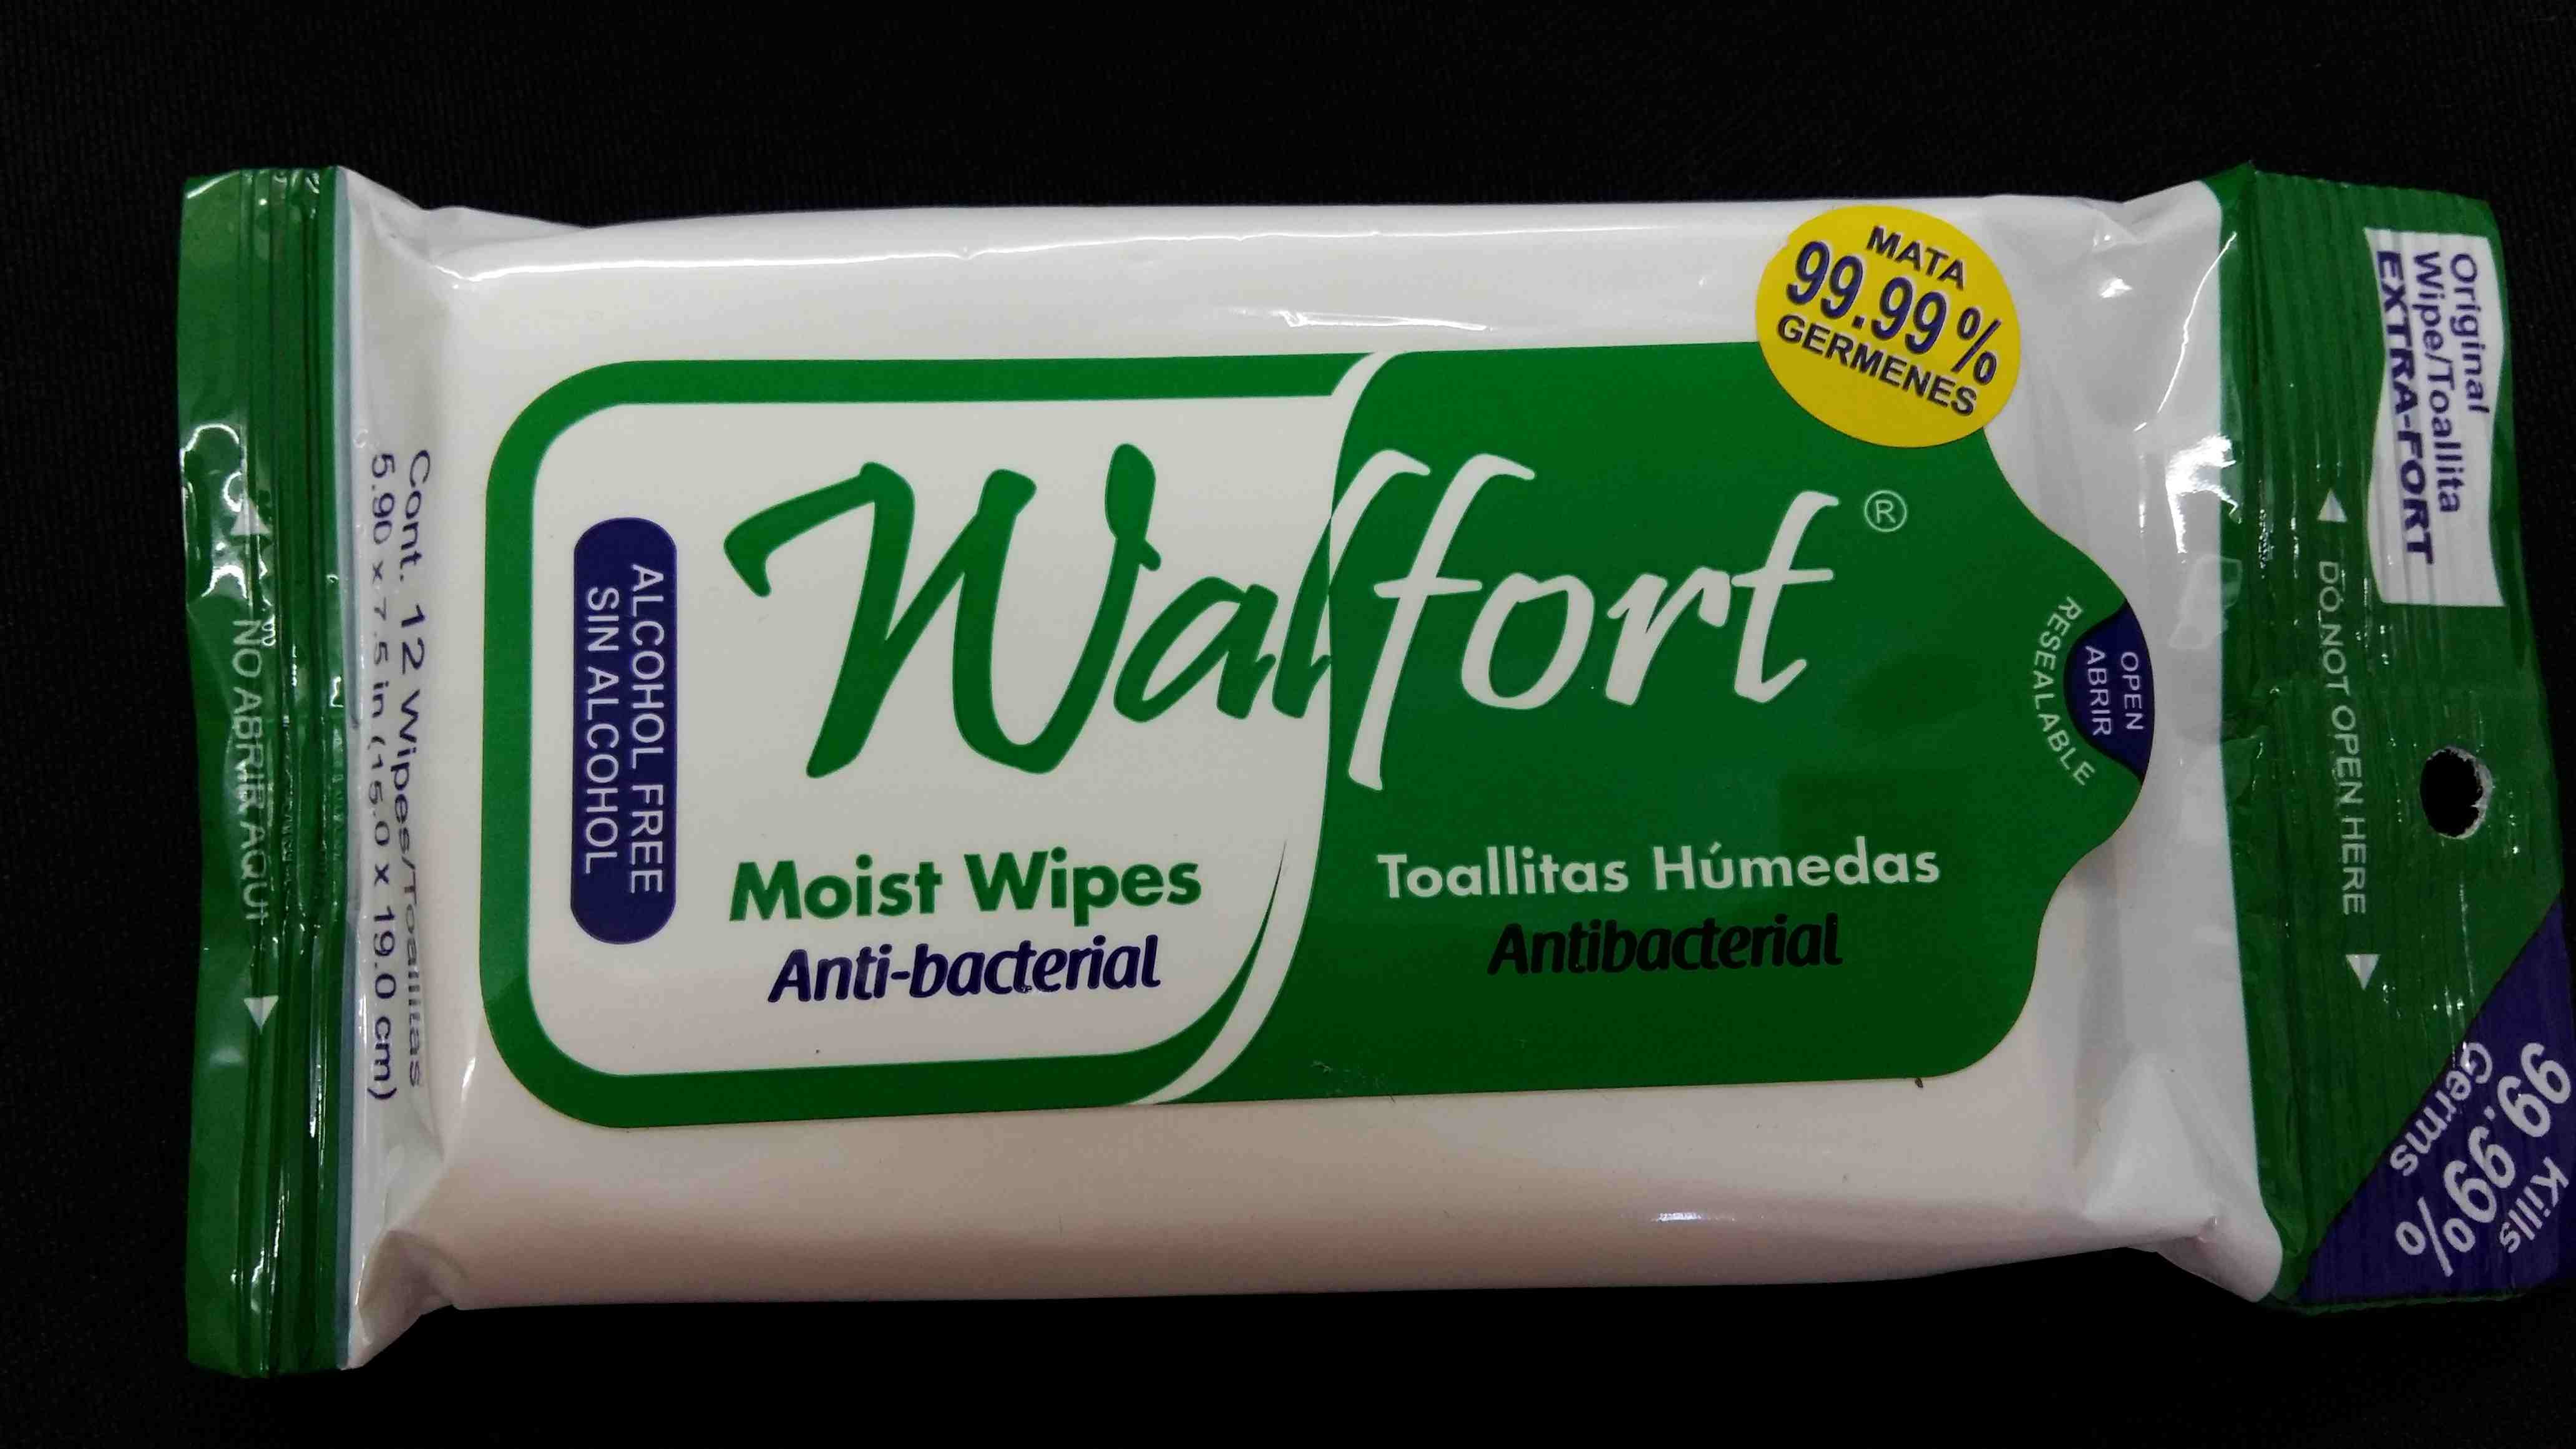 MATA
99.99 %
GERMENES
Walfort ®
ALCOHOL FREE
SIN ALCOHOL
Moist Wipes
Anti-bacterial
Toallitas Húmedas
Antibacterial
OPEN
ABRIR
RESEALABLE
Cont. 12 Wipes/Toallitas
5.90 x 7.5 in (15.0 x 19.0 cm)
NO ABRIR AQUI
DO NOT OPEN HERE
Original
Wipe/Toallita
EXTRA-FORT
Kills
99.99%
Germs